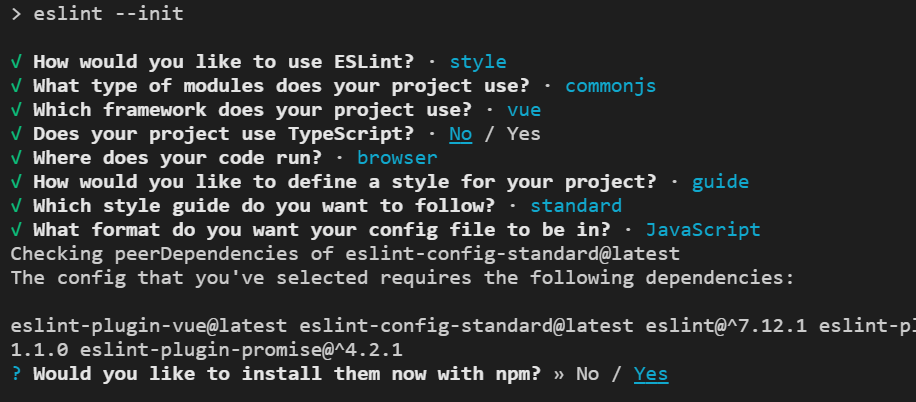 > eslint --init
√ How would you like to use ESLint? · style
√ What type of modules does your project use? · commonjs
√ Which framework does your project use? · vue
√ Does your project use TypeScript? · No / Yes
√ Where does your code run? · browser
√ How would you like to define a style for your project? · guide
√ Which style guide do you want to follow? · standard
√ What format do you want your config file to be in? · JavaScript
Checking peerDependencies of eslint-config-standard@latest
The config that you've selected requires the following dependencies:
eslint-plugin-vue@latest eslint-config-standard@latest eslint@^7.12.1 eslint-pl
1.1.0 eslint-plugin-promise@^4.2.1
? Would you like to install them now with npm? » No / Yes